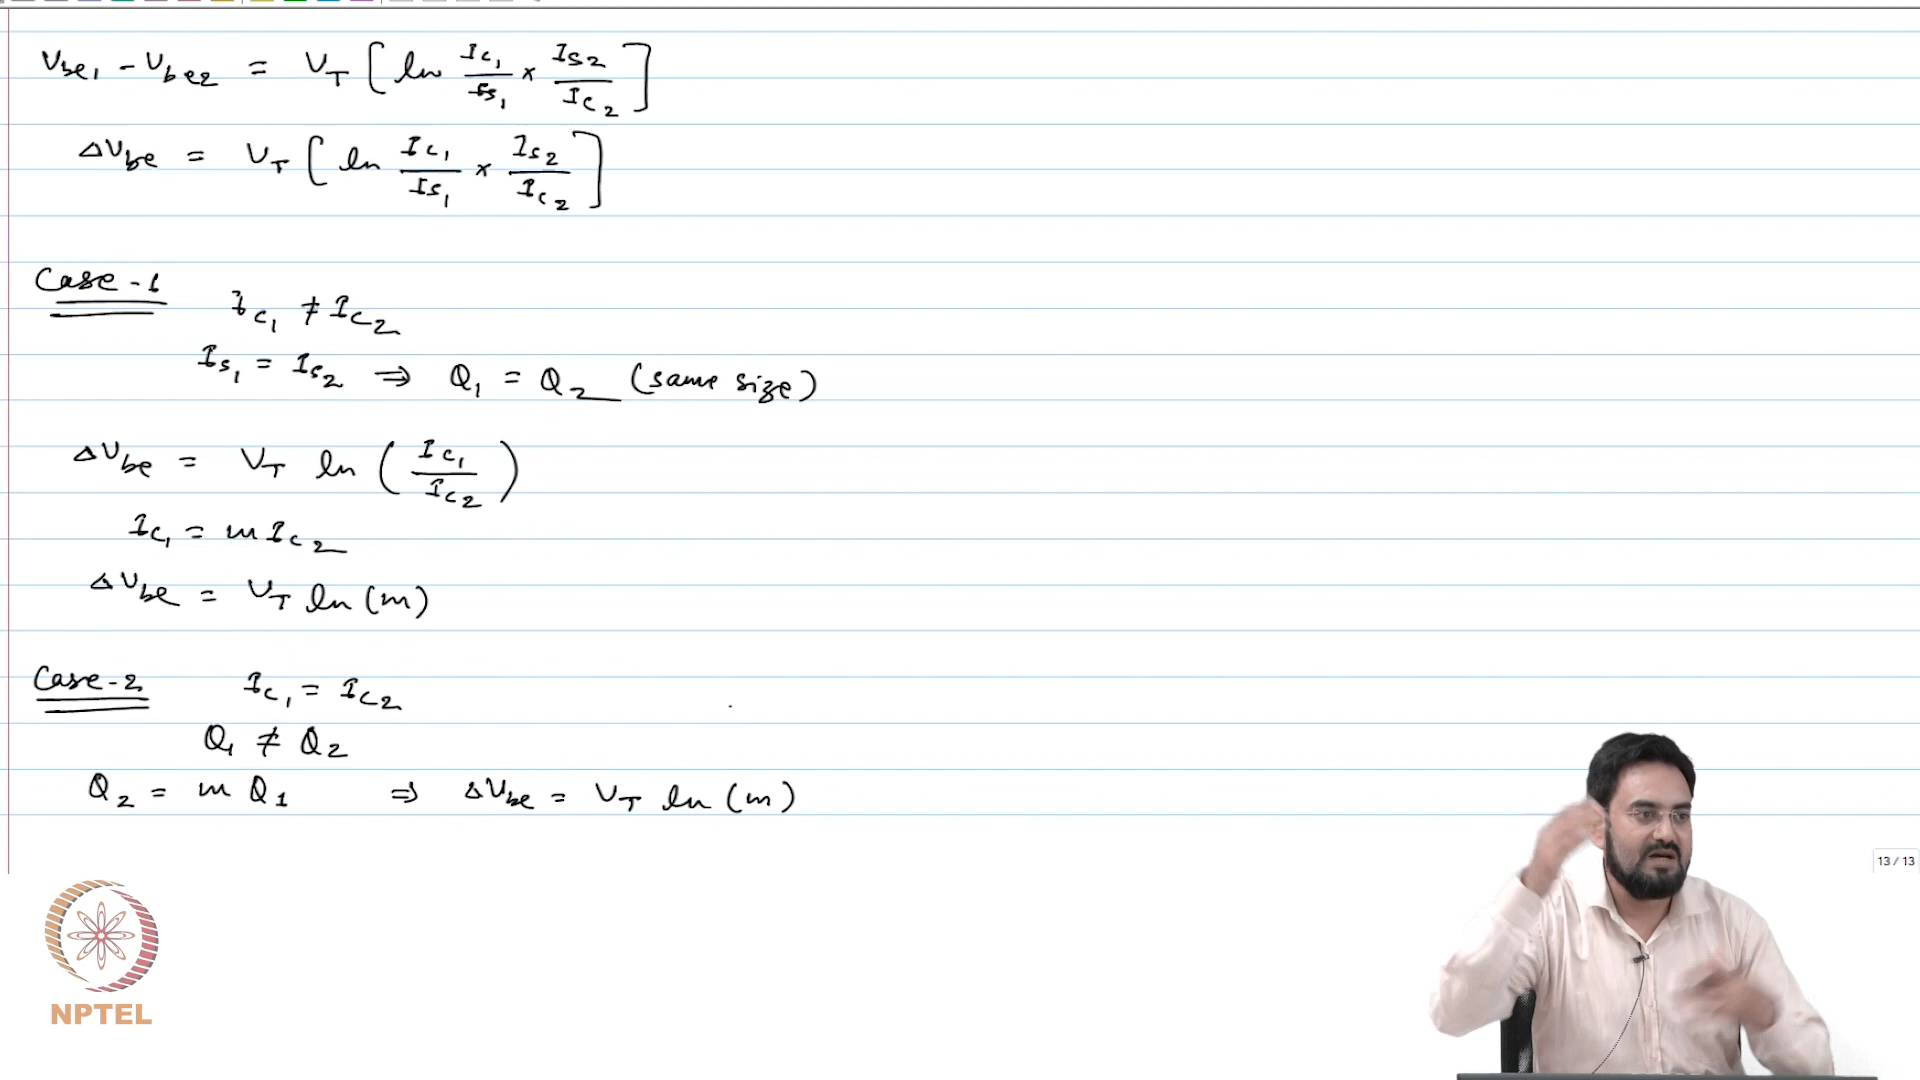 Vbe1 - Vbe2 = VT [ ln Ic1/Is1 × Is2/Ic2 ]
ΔVbe = VT [ ln Ic1/Is1 × Is2/Ic2 ]
Case-1
Ic1 ≠ Ic2
Is1 = Is2 ⇒ Q1 = Q2 (same size)
ΔVbe = VT ln ( Ic1/Ic2 )
Ic1 = m Ic2
ΔVbe = VT ln (m)
Case-2 Ic1 = Ic2
Q1 ≠ Q2
Q2 = m Q1 ⇒ ΔVbe = VT ln (m)
13 / 13
NPTEL